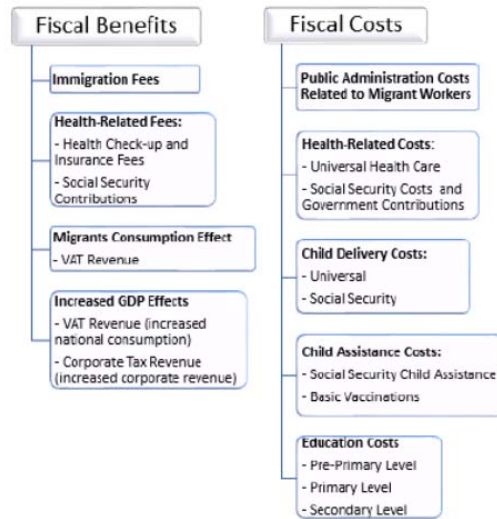 Fiscal Benefits
Immigration Fees
Health-Related Fees:
- Health Check-up and
Insurance Fees
- Social Security
Contributions
Migrants Consumption Effect
- VAT Revenue
Increased GDP Effects
- VAT Revenue (increased
national consumption)
- Corporate Tax Revenue
(increased corporate revenue)
Fiscal Costs
Public Administration Costs
Related to Migrant Workers
Health-Related Costs:
- Universal Health Care
- Social Security Costs and
Government Contributions
Child Delivery Costs:
- Universal
- Social Security
Child Assistance Costs:
- Social Security Child Assistance
- Basic Vaccinations
Education Costs
- Pre-Primary Level
- Primary Level
- Secondary Level